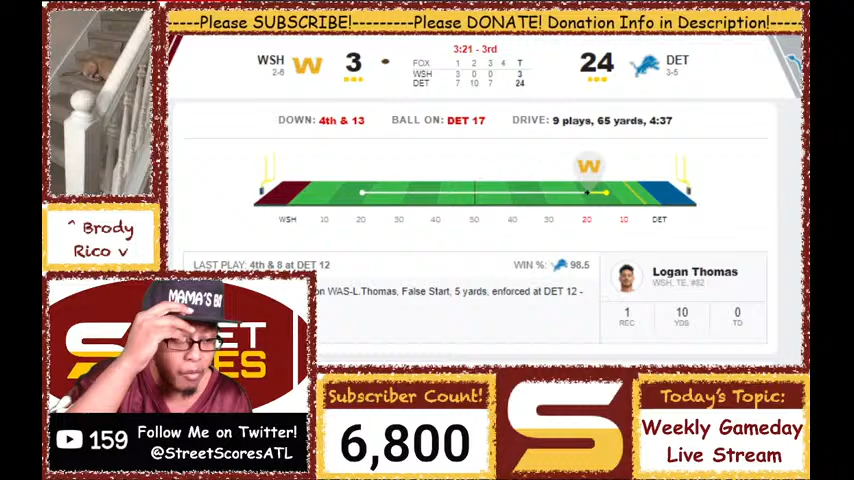 --Please SUBSCRIBE!---------Please DONATE! Donation Info in Description!-----
3:21 - 3rd
WSH
2-6
W
3
24
DET
3-5
FOX 1 2 3 4 T
WSH 3 0 0 3
DET 7 10 7 24
DOWN: 4th & 13 BALL ON: DET 17 DRIVE: 9 plays, 65 yards, 4:37
W
WSH 10 20 30 40 50 40 30 20 10 DET
^ Brody
Rico v
LAST PLAY: 4th & 8 at DET 12 WIN %: 98.5
on WAS-L.Thomas, False Start, 5 yards, enforced at DET 12 -
Logan Thomas
WSH, TE, #82
1 10 0
REC YDS TD
MAMA'S BO
S
ET
RES
159
Follow Me on Twitter!
@StreetScoresATL
Subscriber Count!
6,800
S
Today's Topic:
Weekly Gameday
Live Stream